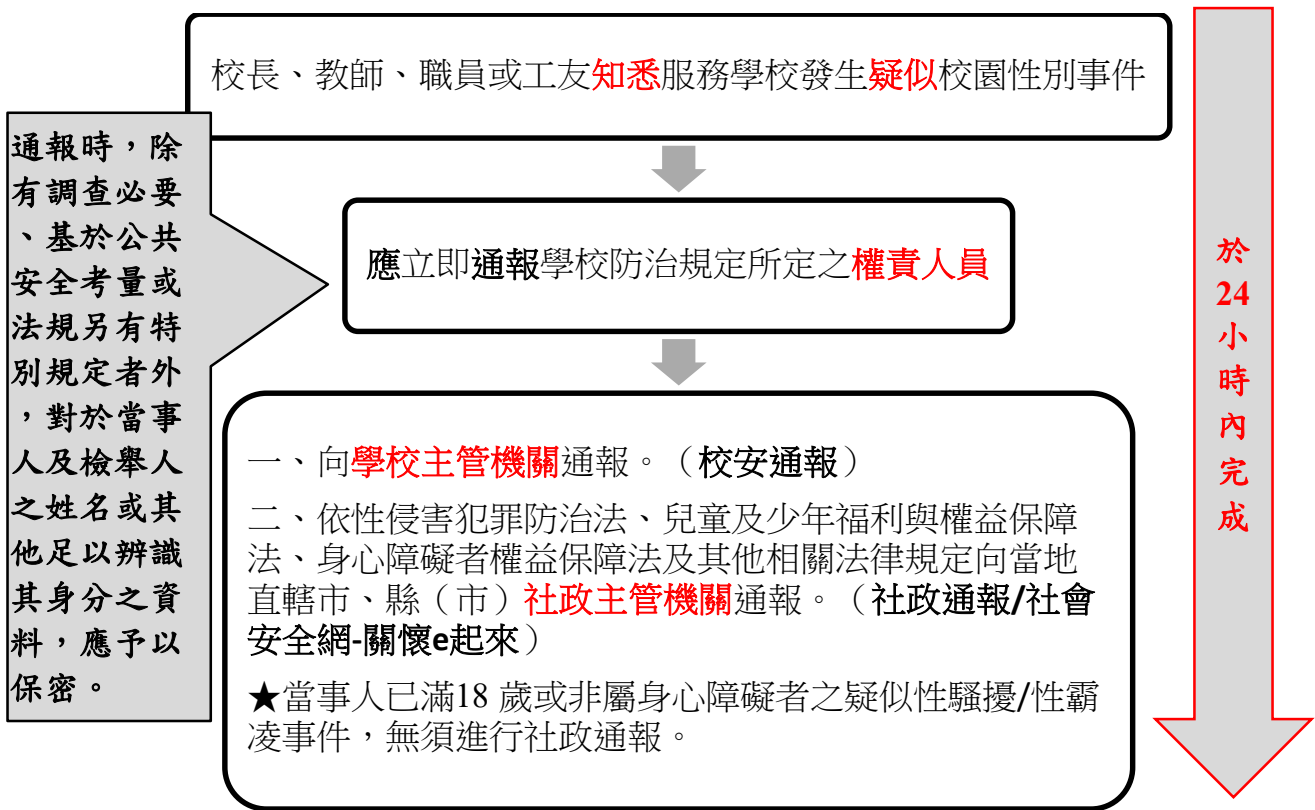 校長、教師、職員或工友知悉服務學校發生疑似校園性別事件
通報時，除
有調查必要
、基於公共
安全考量或
法規另有特
別規定者外
，對於當事
人及檢舉人
之姓名或其
他足以辨識
其身分之資
料，應予以
保密。
應立即通報學校防治規定所定之權責人員
一、向學校主管機關通報。（校安通報）
二、依性侵害犯罪防治法、兒童及少年福利與權益保障
法、身心障礙者權益保障法及其他相關法律規定向當地
直轄市、縣（市）社政主管機關通報。（社政通報/社會
安全網-關懷e起來）
★當事人已滿18 歲或非屬身心障礙者之疑似性騷擾/性霸
凌事件，無須進行社政通報。
於
24
小
時
內
完
成